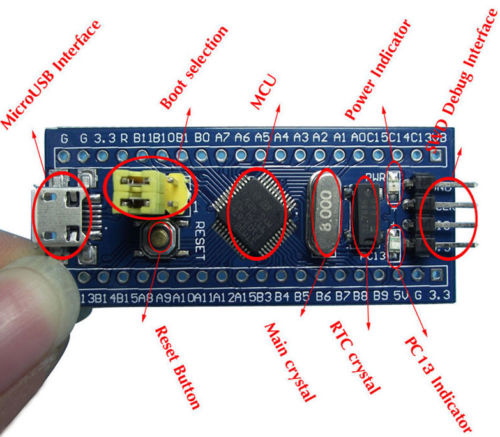 MicroUSB Interface
Boot selection
Reset Button
RESET
MCU
Main crystal
8.000
RTC crystal
Power Indicator
PC13
PWR
PC13 Indicator
Debug Interface
G
G
3.3
R
B11
B10
B1
B0
A7
A6
A5
A4
A3
A2
A1
A0
C15
C14
C13
B13
B14
B15
A8
A9
A10
A11
A12
A15
B3
B4
B5
B6
B7
B8
B9
5V
G
3.3